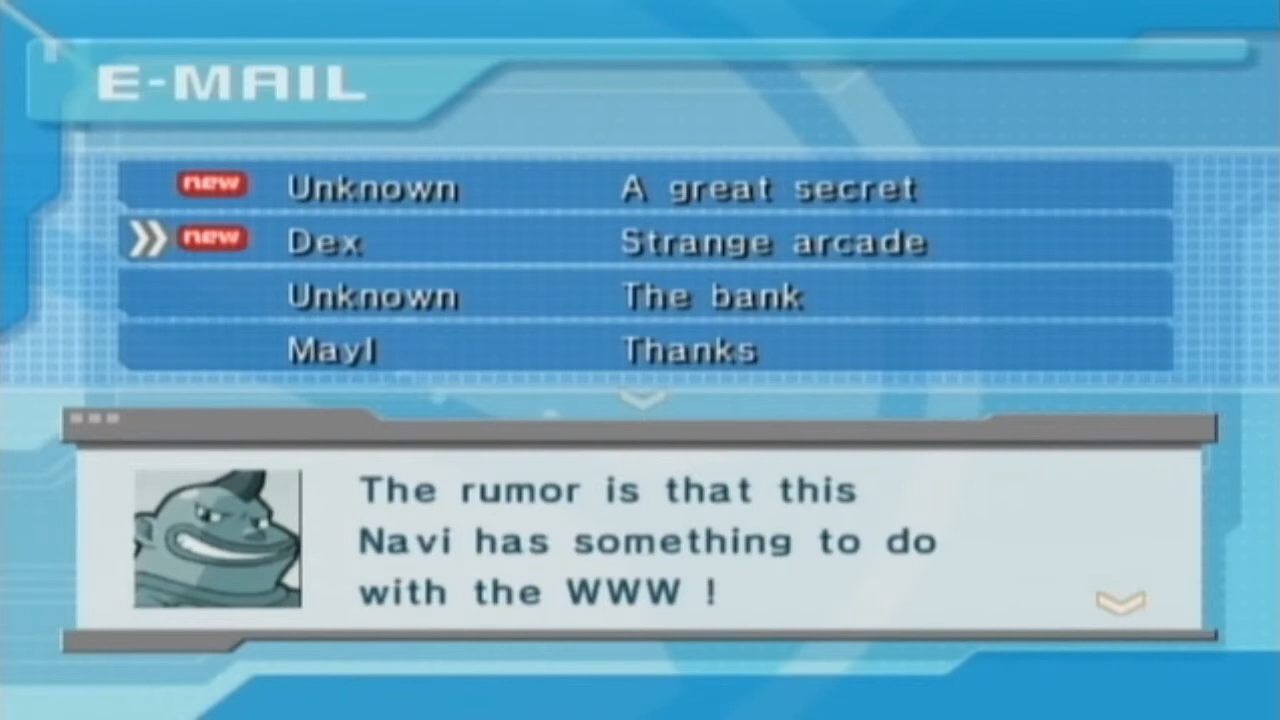 E-MAIL
new Unknown A great secret
new Dex Strange arcade
Unknown The bank
Mayl Thanks
The rumor is that this
Navi has something to do
with the WWW !